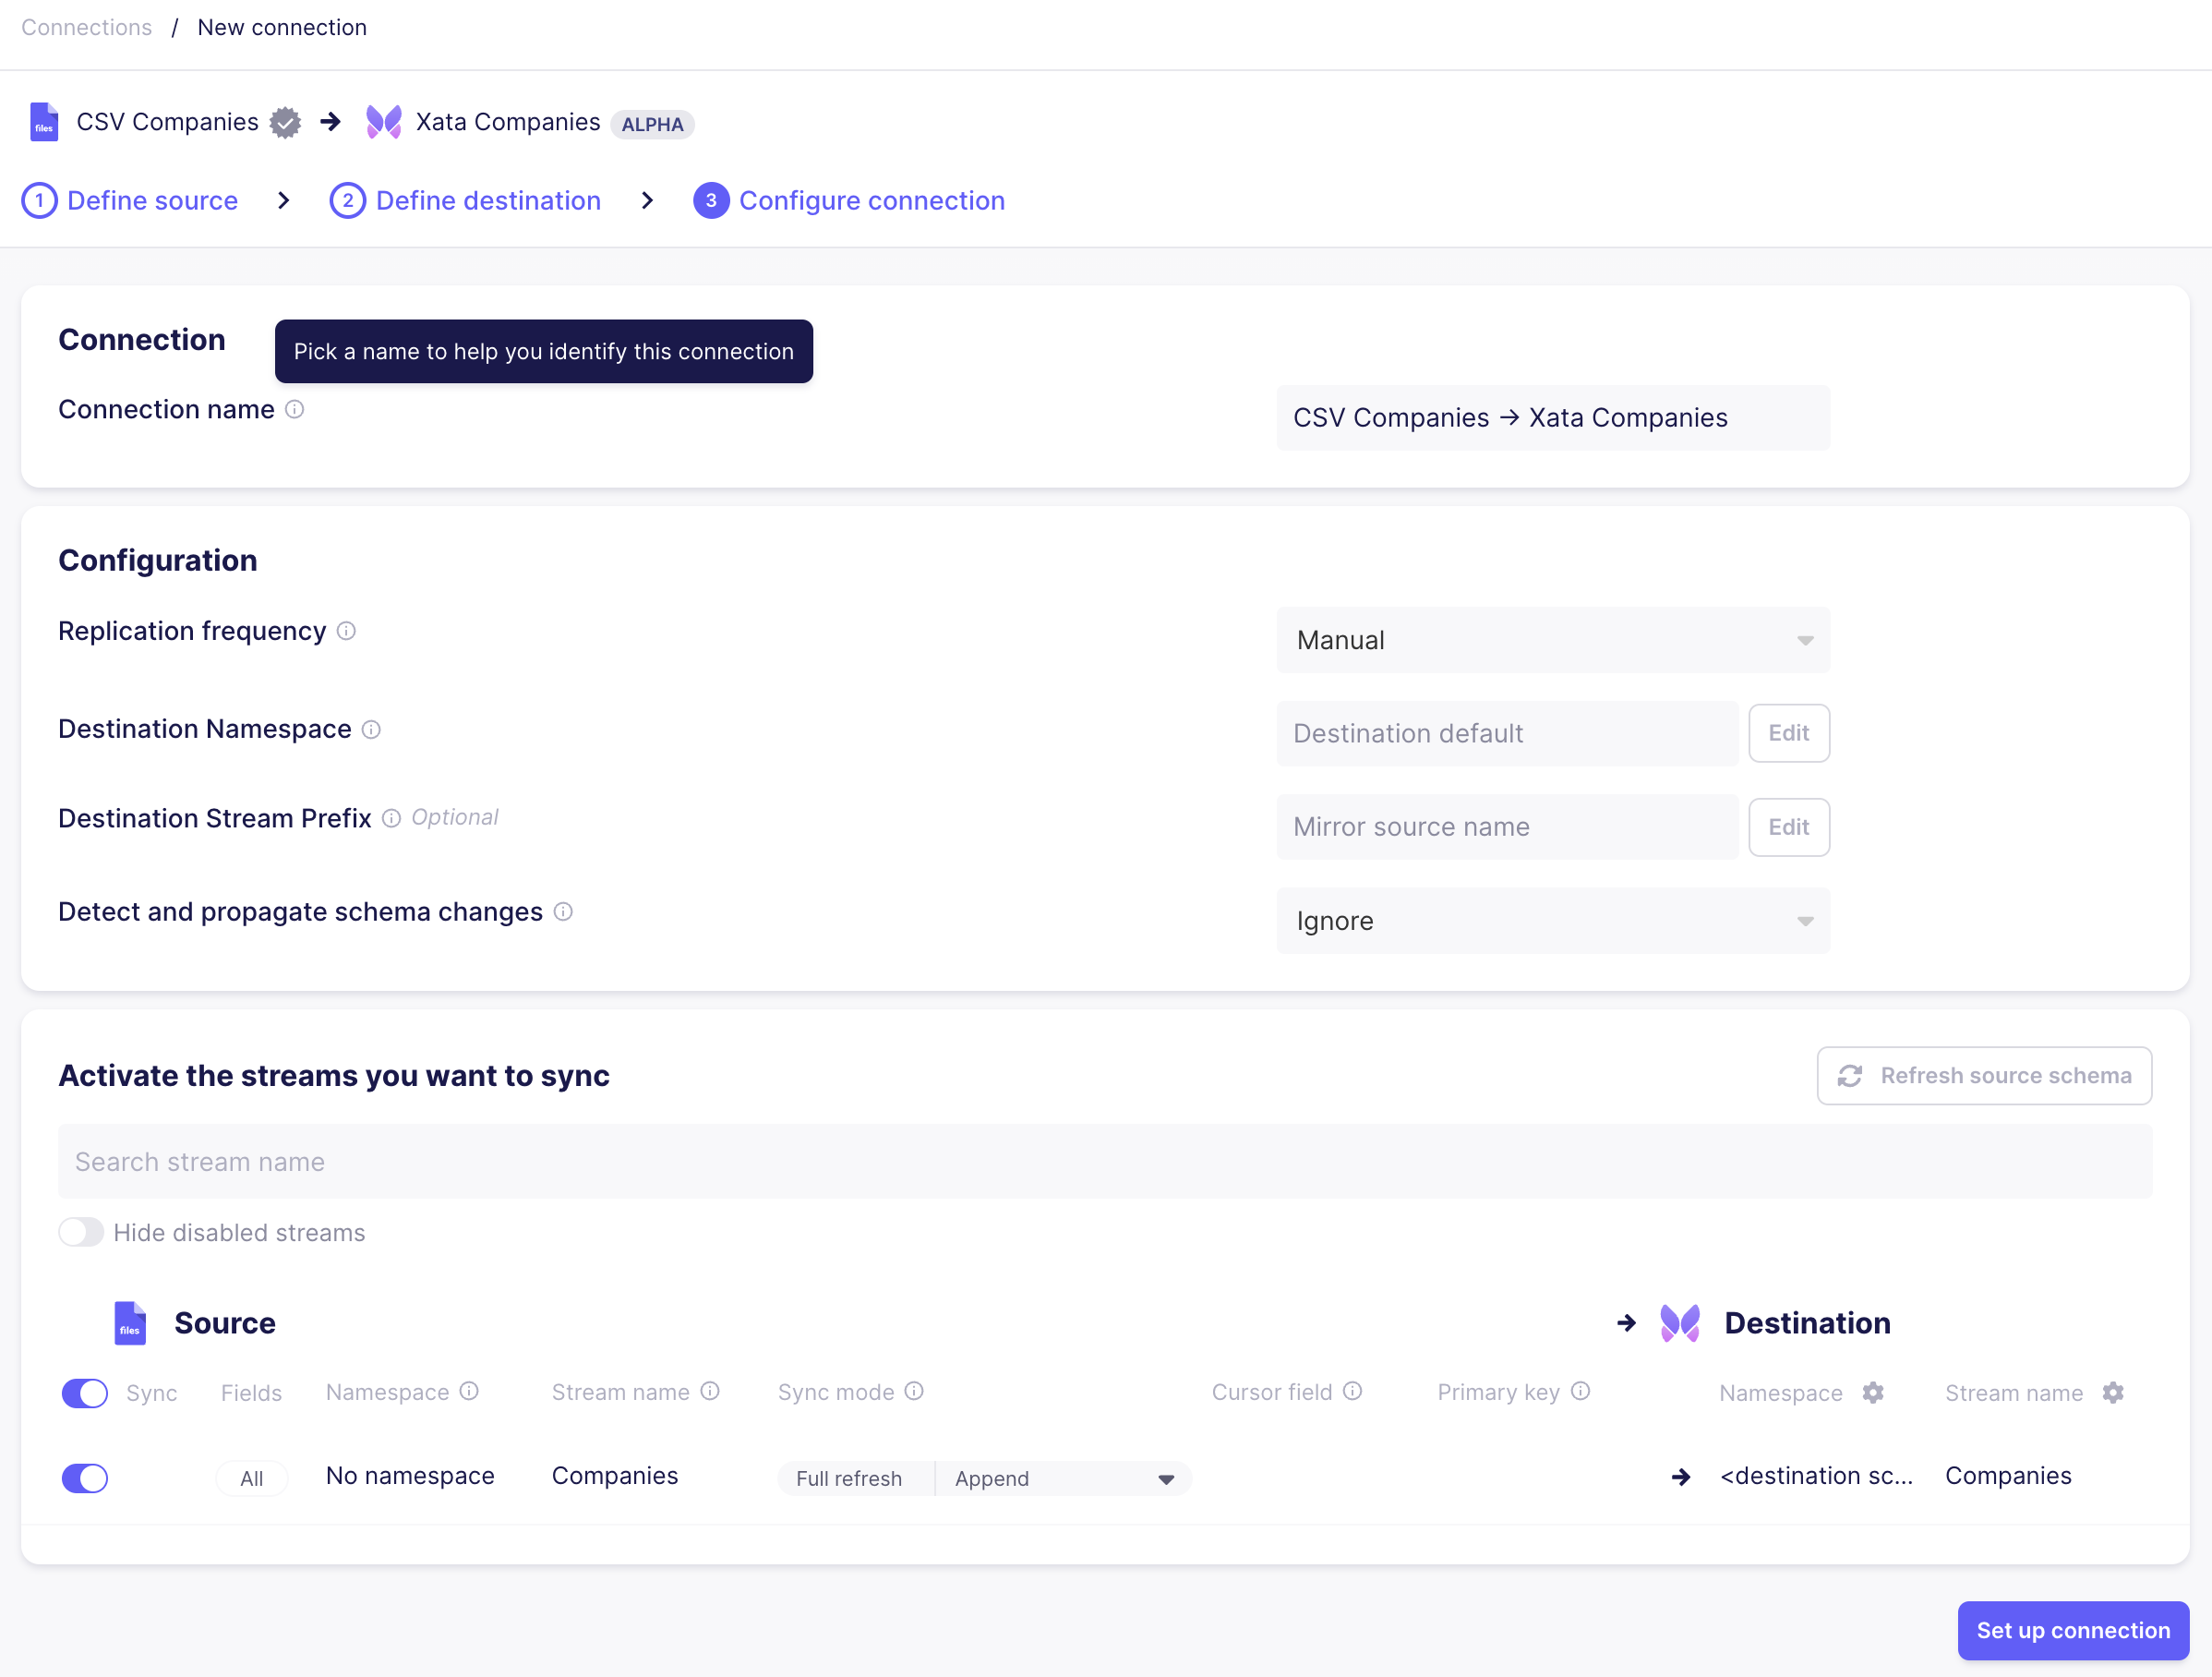 Connections / New connection
files CSV Companies → Xata Companies ALPHA
1 Define source > 2 Define destination > 3 Configure connection
Connection
Pick a name to help you identify this connection
Connection name
CSV Companies → Xata Companies
Configuration
Replication frequency
Manual
Destination Namespace
Destination default
Edit
Destination Stream Prefix Optional
Mirror source name
Edit
Detect and propagate schema changes
Ignore
Activate the streams you want to sync
Refresh source schema
Search stream name
Hide disabled streams
files Source → Destination
Sync Fields Namespace Stream name Sync mode Cursor field Primary key Namespace Stream name
All No namespace Companies Full refresh Append → <destination sc... Companies
Set up connection